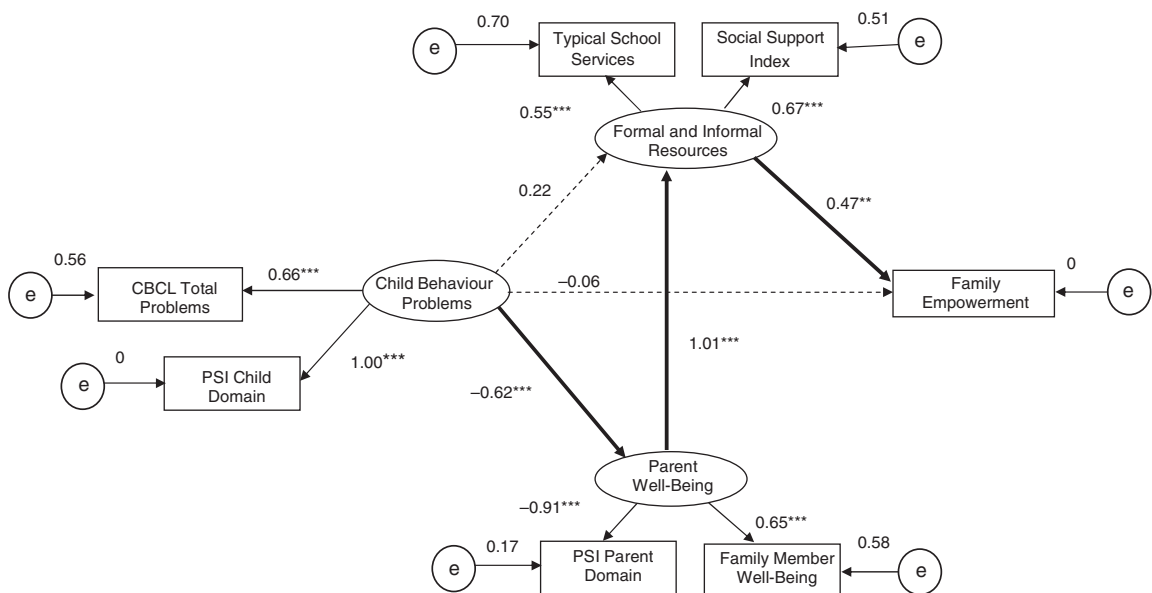 0.70
0.51
e
Typical School
Services
Social Support
Index
e
0.55***
0.67***
Formal and Informal
Resources
0.22
0.47**
0.56
e
CBCL Total
Problems
0.66***
Child Behaviour
Problems
–0.06
Family
Empowerment
0
e
0
e
PSI Child
Domain
1.00***
–0.62***
1.01***
Parent
Well-Being
–0.91***
0.65***
0.17
e
PSI Parent
Domain
Family Member
Well-Being
0.58
e